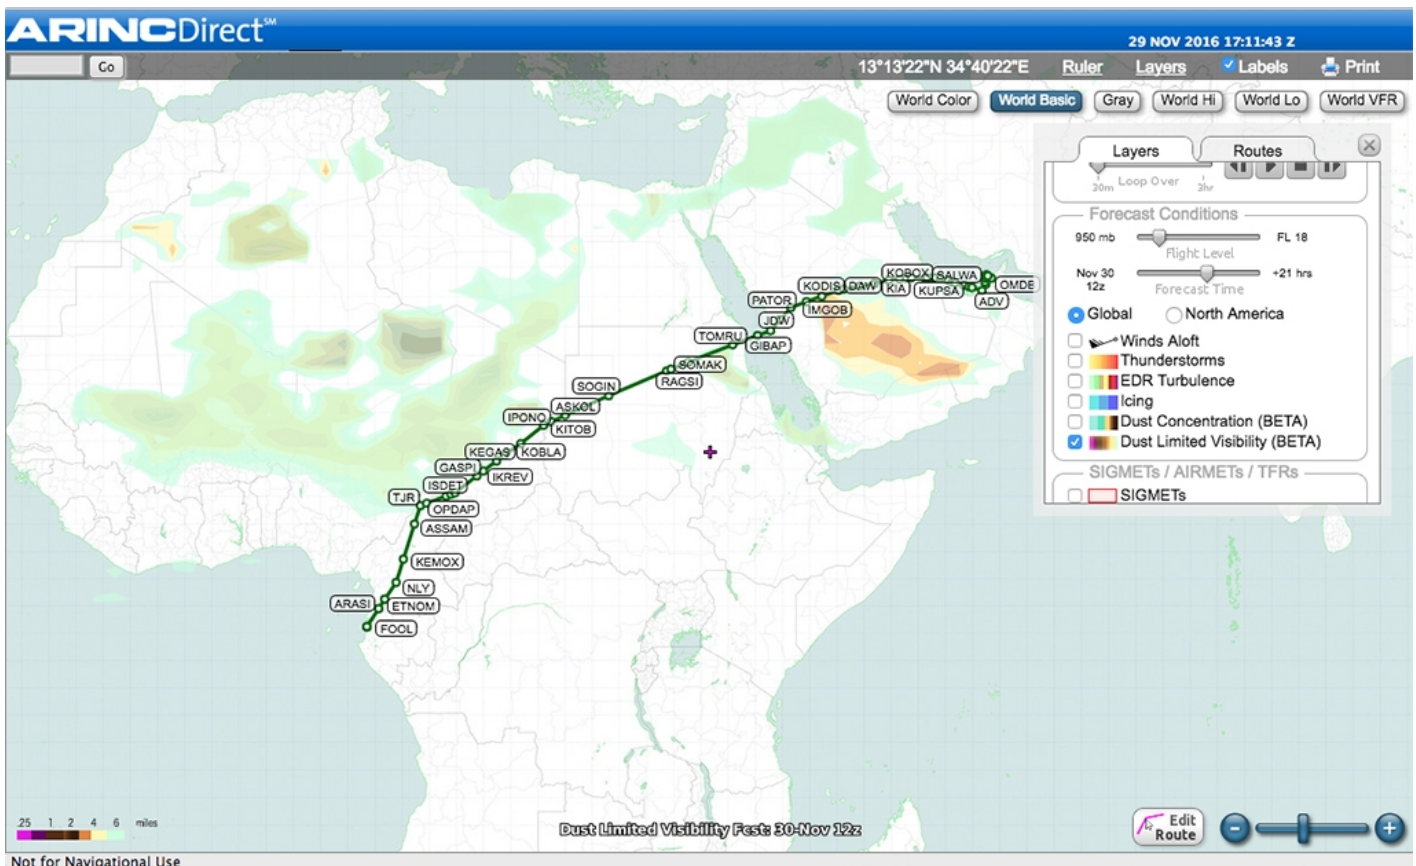 ARINCDirect℠
29 NOV 2016 17:11:43 Z
Go
13°13'22"N 34°40'22"E Ruler Layers Labels Print
World Color World Basic Gray World Hi World Lo World VFR
Layers Routes
30m Loop Over 3hr
Forecast Conditions
950 mb FL 18
Flight Level
Nov 30 +21 hrs
12z Forecast Time
Global North America
Winds Aloft
Thunderstorms
EDR Turbulence
Icing
Dust Concentration (BETA)
Dust Limited Visibility (BETA)
SIGMETs / AIRMETs / TFRs
SIGMETs
KOBOX SALWA
KODIS DAW KIA KUPSA OMDB
PATOR IMGOB ADV
JDW
TOMRU GIBAP
SOMAK
RAGSI
SOGIN
ASKOL
IPONO KITOB
KEGAS KOBLA
GASPI IKREV
ISDET
TJR OPDAP
ASSAM
KEMOX
NLY
ARASI ETNOM
FOOL
.25 1 2 4 6 miles
Dust Limited Visibility Fcst: 30-Nov 12z
Edit
Route
Not for Navigational Use